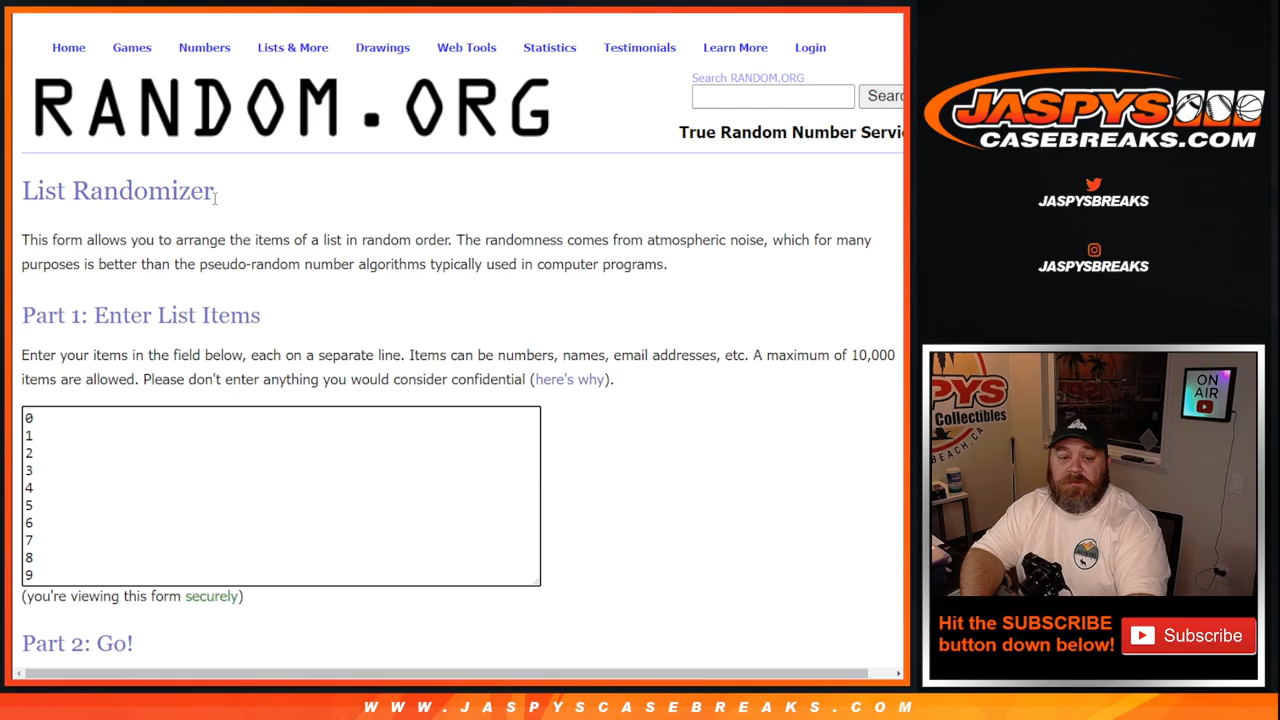 Home Games Numbers Lists & More Drawings Web Tools Statistics Testimonials Learn More Login
RANDOM.ORG
Search RANDOM.ORG
Searc
True Random Number Servi
List Randomizer
This form allows you to arrange the items of a list in random order. The randomness comes from atmospheric noise, which for many
purposes is better than the pseudo-random number algorithms typically used in computer programs.
Part 1: Enter List Items
Enter your items in the field below, each on a separate line. Items can be numbers, names, email addresses, etc. A maximum of 10,000
items are allowed. Please don't enter anything you would consider confidential (here's why).
0
1
2
3
4
5
6
7
8
9
(you're viewing this form securely)
Part 2: Go!
JASPYS
CASEBREAKS.COM
JASPYSBREAKS
JASPYSBREAKS
PYS
Collectibles
BEACH, CA
ON
AIR
Hit the SUBSCRIBE
button down below!
Subscribe
WWW.JASPYSCASEBREAKS.COM